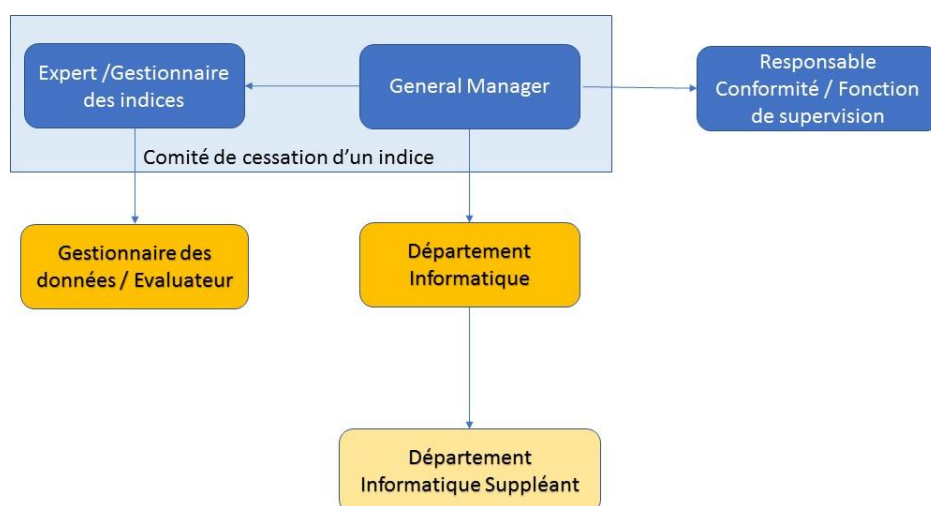 Expert /Gestionnaire
des indices
General Manager
Responsable
Conformité / Fonction
de supervision
Comité de cessation d'un indice
Gestionnaire des
données / Evaluateur
Département
Informatique
Département
Informatique Suppléant